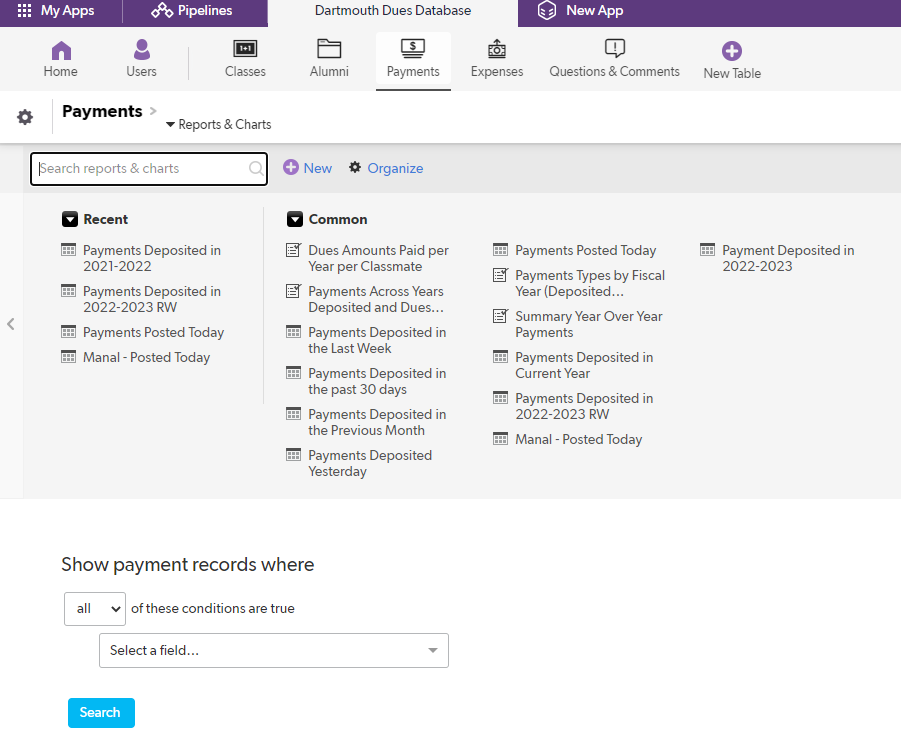 My Apps
Pipelines
Dartmouth Dues Database
New App
Home
Users
1+1
Classes
Alumni
$
Payments
Expenses
Questions & Comments
New Table
Payments >
Reports & Charts
Search reports & charts
New
Organize
Recent
Payments Deposited in
2021-2022
Payments Deposited in
2022-2023 RW
Payments Posted Today
Manal - Posted Today
Common
Dues Amounts Paid per
Year per Classmate
Payments Across Years
Deposited and Dues...
Payments Deposited in
the Last Week
Payments Deposited in
the past 30 days
Payments Deposited in
the Previous Month
Payments Deposited
Yesterday
Payments Posted Today
Payments Types by Fiscal
Year (Deposited...
Summary Year Over Year
Payments
Payments Deposited in
Current Year
Payments Deposited in
2022-2023 RW
Manal - Posted Today
Payment Deposited in
2022-2023
Show payment records where
all of these conditions are true
Select a field...
Search